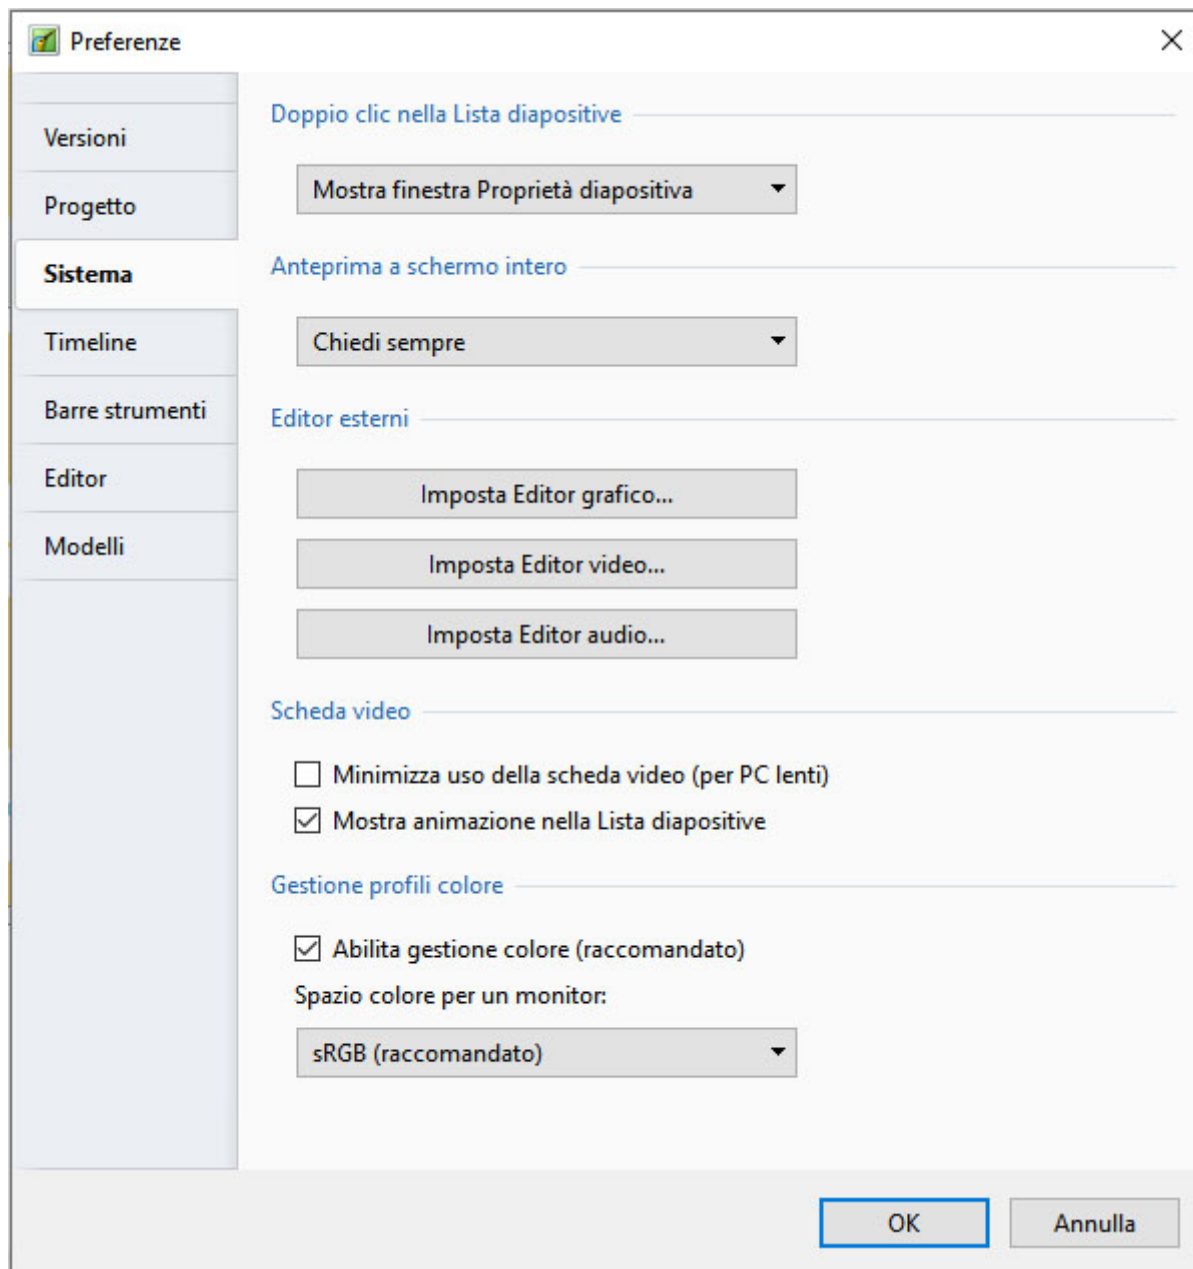 Preferenze
Versioni
Progetto
Sistema
Timeline
Barre strumenti
Editor
Modelli
Doppio clic nella Lista diapositive
Mostra finestra Proprietà diapositiva
Anteprima a schermo intero
Chiedi sempre
Editor esterni
Imposta Editor grafico...
Imposta Editor video...
Imposta Editor audio...
Scheda video
Minimizza uso della scheda video (per PC lenti)
Mostra animazione nella Lista diapositive
Gestione profili colore
Abilita gestione colore (raccomandato)
Spazio colore per un monitor:
sRGB (raccomandato)
OK
Annulla